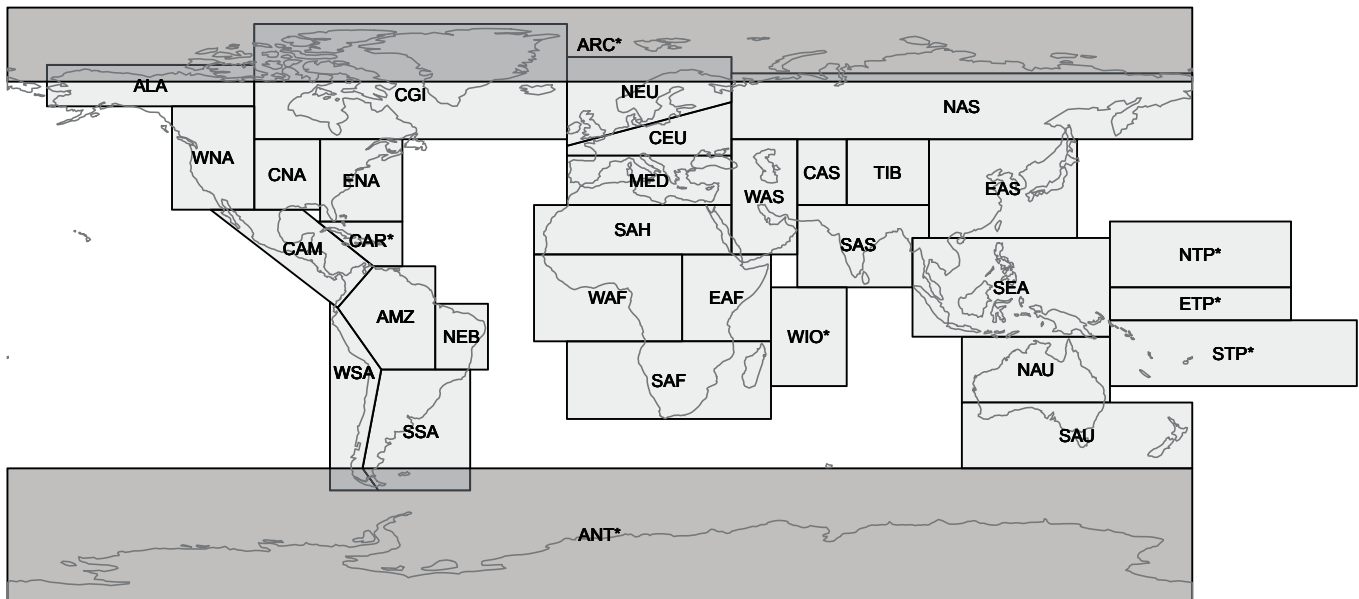 ARC*
ALA
CGI
NEU
NAS
CEU
WNA
CNA
ENA
MED
WAS
CAS
TIB
EAS
CAM
CAR*
SAH
SAS
NTP*
AMZ
NEB
WAF
EAF
WIO*
SEA
ETP*
WSA
SSA
SAF
NAU
STP*
SAU
ANT*